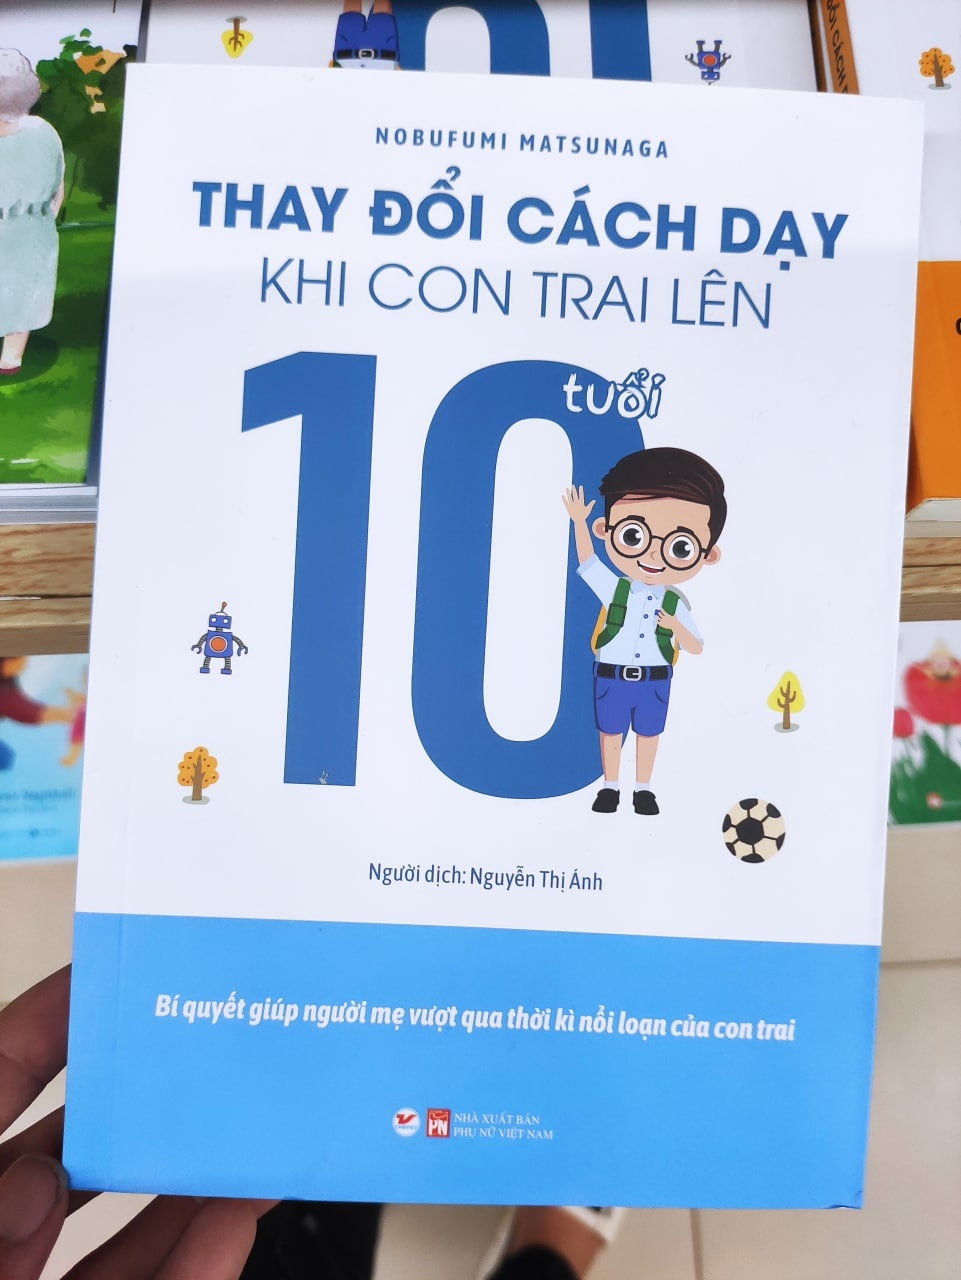 NOBUFUMI MATSUNAGA
THAY ĐỔI CÁCH DẠY
KHI CON TRAI LÊN
10
tuổi
Người dịch: Nguyễn Thị Ánh
Bí quyết giúp người mẹ vượt qua thời kì nổi loạn của con trai
PN
NHÀ XUẤT BẢN
PHỤ NỮ VIỆT NAM